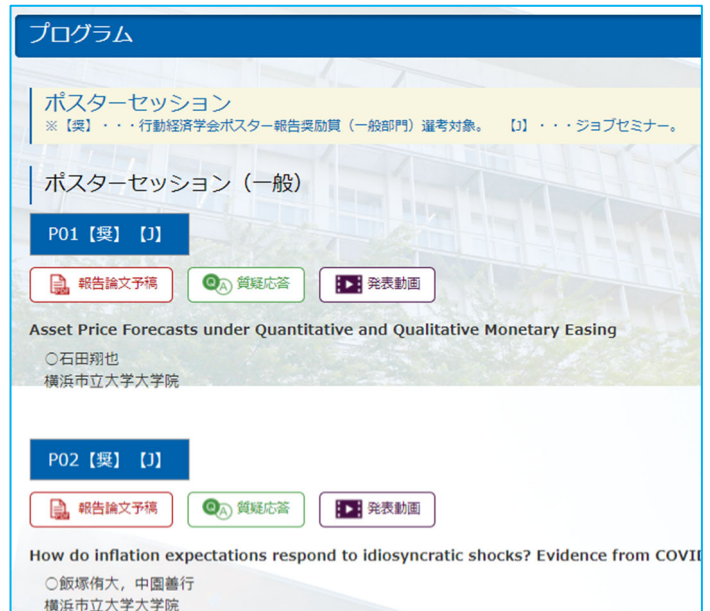 プログラム
ポスターセッション
※【奨】・・・行動経済学会ポスター報告奨励賞（一般部門）選考対象。　【J】・・・ジョブセミナー。
ポスターセッション（一般）
P01【奨】【J】
報告論文予稿 質疑応答 発表動画
Asset Price Forecasts under Quantitative and Qualitative Monetary Easing
○石田翔也
横浜市立大学大学院
P02【奨】【J】
報告論文予稿 質疑応答 発表動画
How do inflation expectations respond to idiosyncratic shocks? Evidence from COVID
○飯塚侑大，中園善行
横浜市立大学大学院